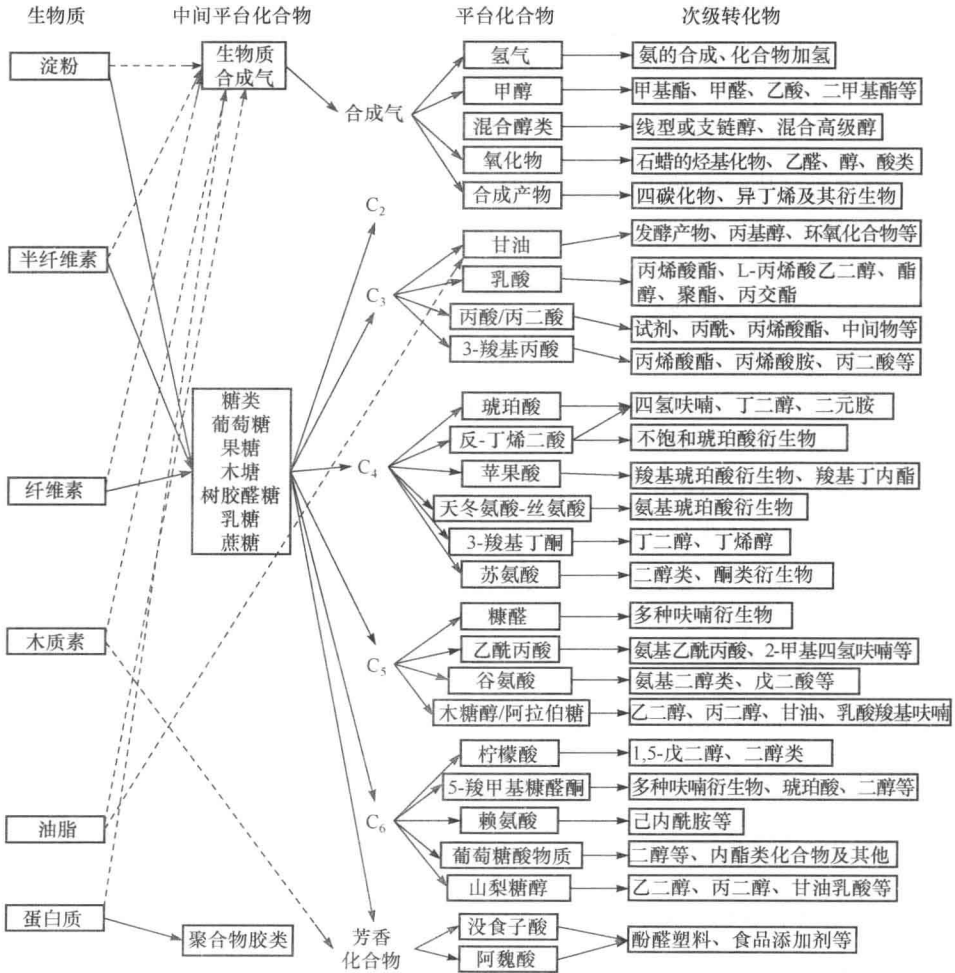 生物质
中间平台化合物
平台化合物
次级转化物
淀粉
半纤维素
纤维素
木质素
油脂
蛋白质
生物质
合成气
糖类
葡萄糖
果糖
木塘
树胶醛糖
乳糖
蔗糖
聚合物胶类
合成气
C₂
C₃
C₄
C₅
C₆
芳香
化合物
氢气
氨的合成、化合物加氢
甲醇
甲基酯、甲醛、乙酸、二甲基酯等
混合醇类
线型或支链醇、混合高级醇
氧化物
石蜡的烃基化物、乙醛、醇、酸类
合成产物
四碳化物、异丁烯及其衍生物
甘油
发酵产物、丙基醇、环氧化合物等
乳酸
丙烯酸酯、L-丙烯酸乙二醇、酯
醇、聚酯、丙交酯
丙酸/丙二酸
试剂、丙酰、丙烯酸酯、中间物等
3-羧基丙酸
丙烯酸酯、丙烯酸胺、丙二酸等
琥珀酸
四氢呋喃、丁二醇、二元胺
反-丁烯二酸
不饱和琥珀酸衍生物
苹果酸
羧基琥珀酸衍生物、羧基丁内酯
天冬氨酸-丝氨酸
氨基琥珀酸衍生物
3-羧基丁酮
丁二醇、丁烯醇
苏氨酸
二醇类、酮类衍生物
糠醛
多种呋喃衍生物
乙酰丙酸
氨基乙酰丙酸、2-甲基四氢呋喃等
谷氨酸
氨基二醇类、戊二酸等
木糖醇/阿拉伯糖
乙二醇、丙二醇、甘油、乳酸羧基呋喃
柠檬酸
1,5-戊二醇、二醇类
5-羧甲基糠醛酮
多种呋喃衍生物、琥珀酸、二醇等
赖氨酸
己内酰胺等
葡萄糖酸物质
二醇等、内酯类化合物及其他
山梨糖醇
乙二醇、丙二醇、甘油乳酸等
没食子酸
阿魏酸
酚醛塑料、食品添加剂等